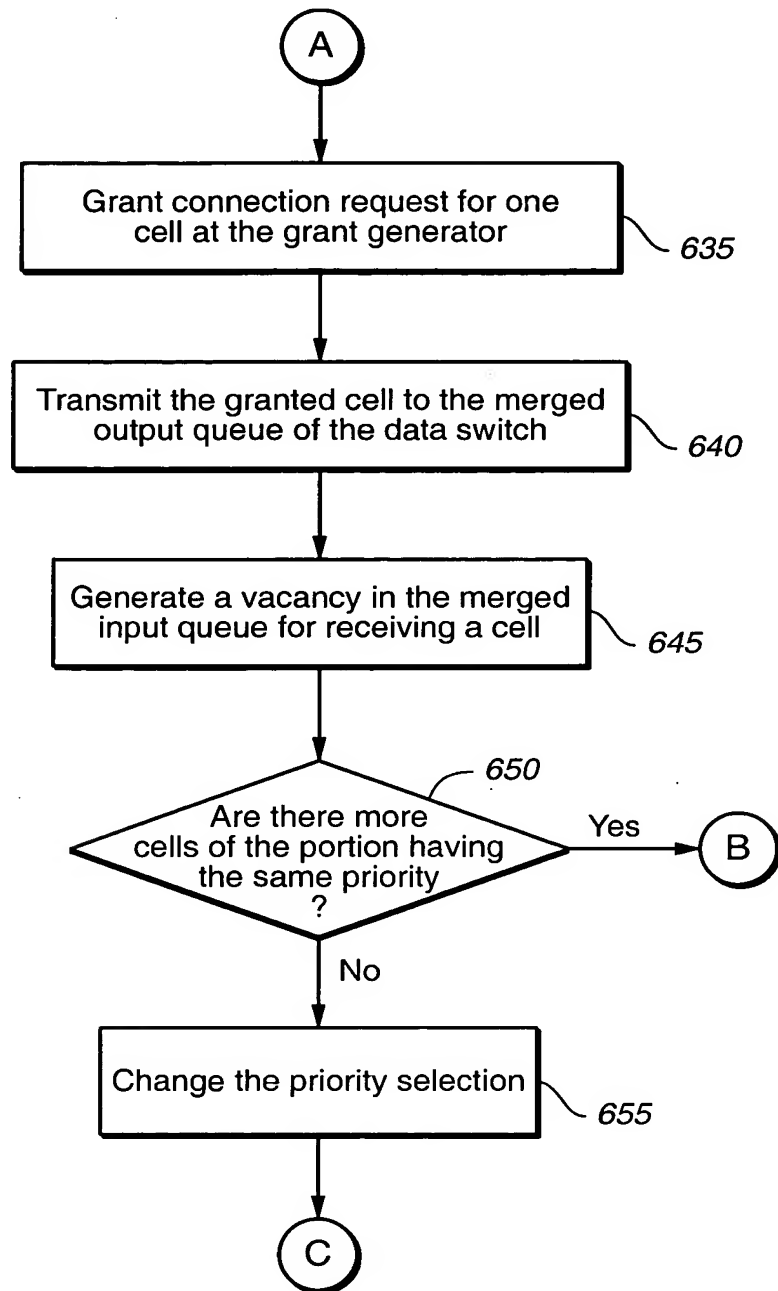 A
Grant connection request for one
cell at the grant generator
635
Transmit the granted cell to the merged
output queue of the data switch
640
Generate a vacancy in the merged
input queue for receiving a cell
645
650
Are there more
cells of the portion having
the same priority
?
Yes
B
No
Change the priority selection
655
C